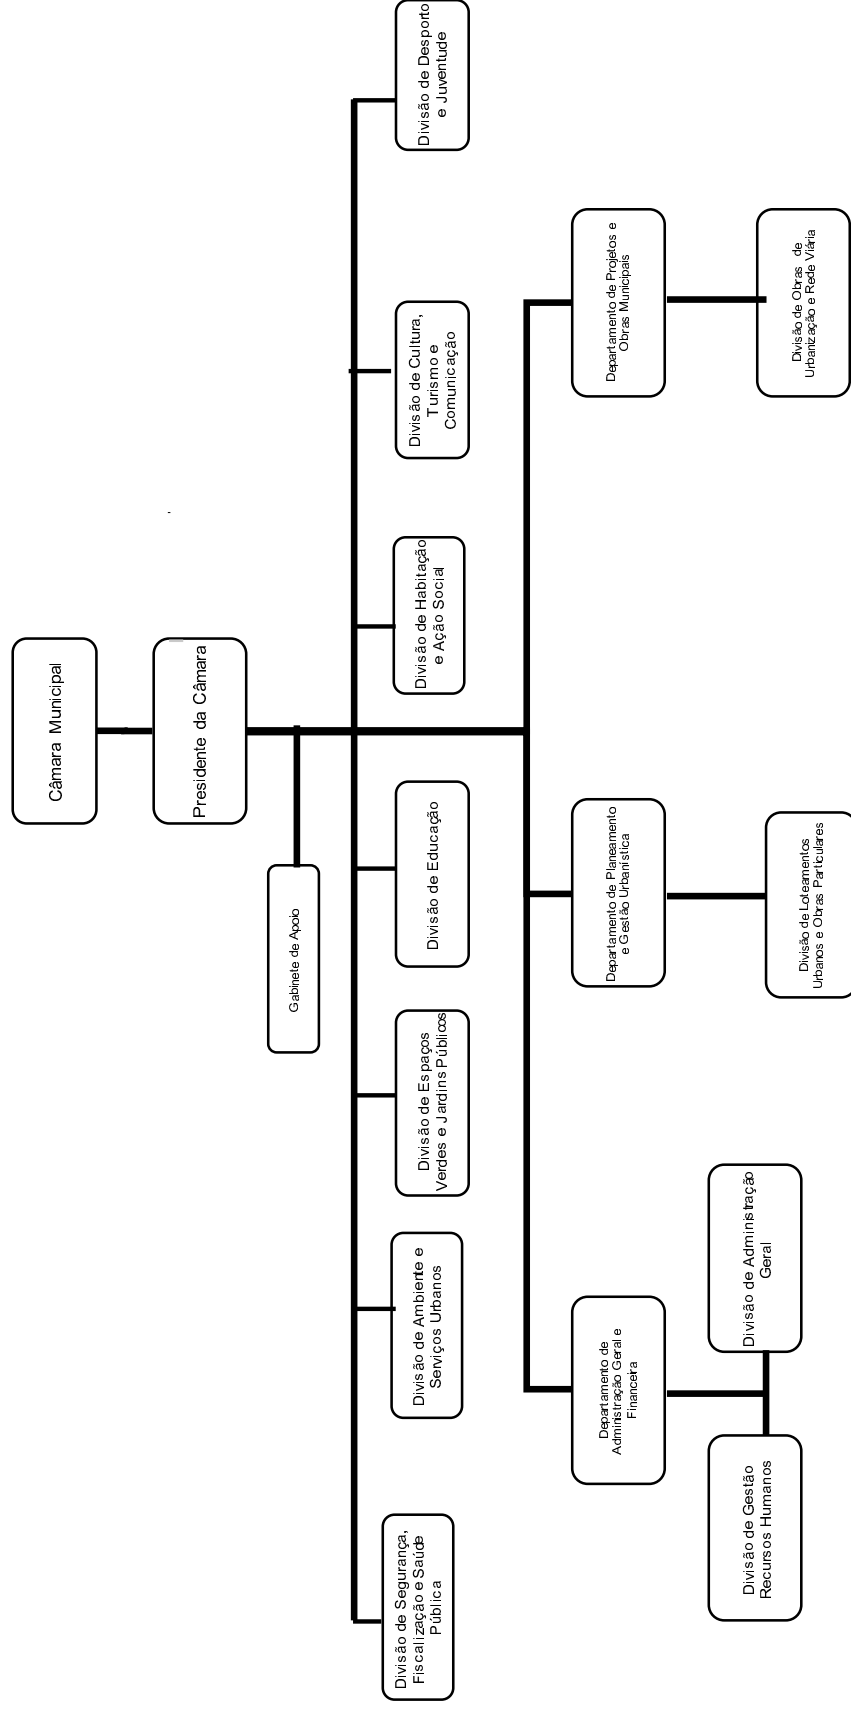 Câmara Municipal
Presidente da Câmara
Gabinete de Apoio
Divisão de Segurança,
Fiscalização e Saúde
Pública
Divisão de Ambiente e
Serviços Urbanos
Divisão de Espaços
Verdes e Jardins Públicos
Divisão de Educação
Divisão de Habitação
e Ação Social
Divisão de Cultura,
Turismo e
Comunicação
Divisão de Desporto
e Juventude
Departamento de
Administração Geral e
Financeira
Departamento de Planeamento
e Gestão Urbanística
Departamento de Projetos e
Obras Municipais
Divisão de Gestão
Recursos Humanos
Divisão de Administração
Geral
Divisão de Loteamentos
Urbanos e Obras Particulares
Divisão de Obras de
Urbanização e Rede Viária